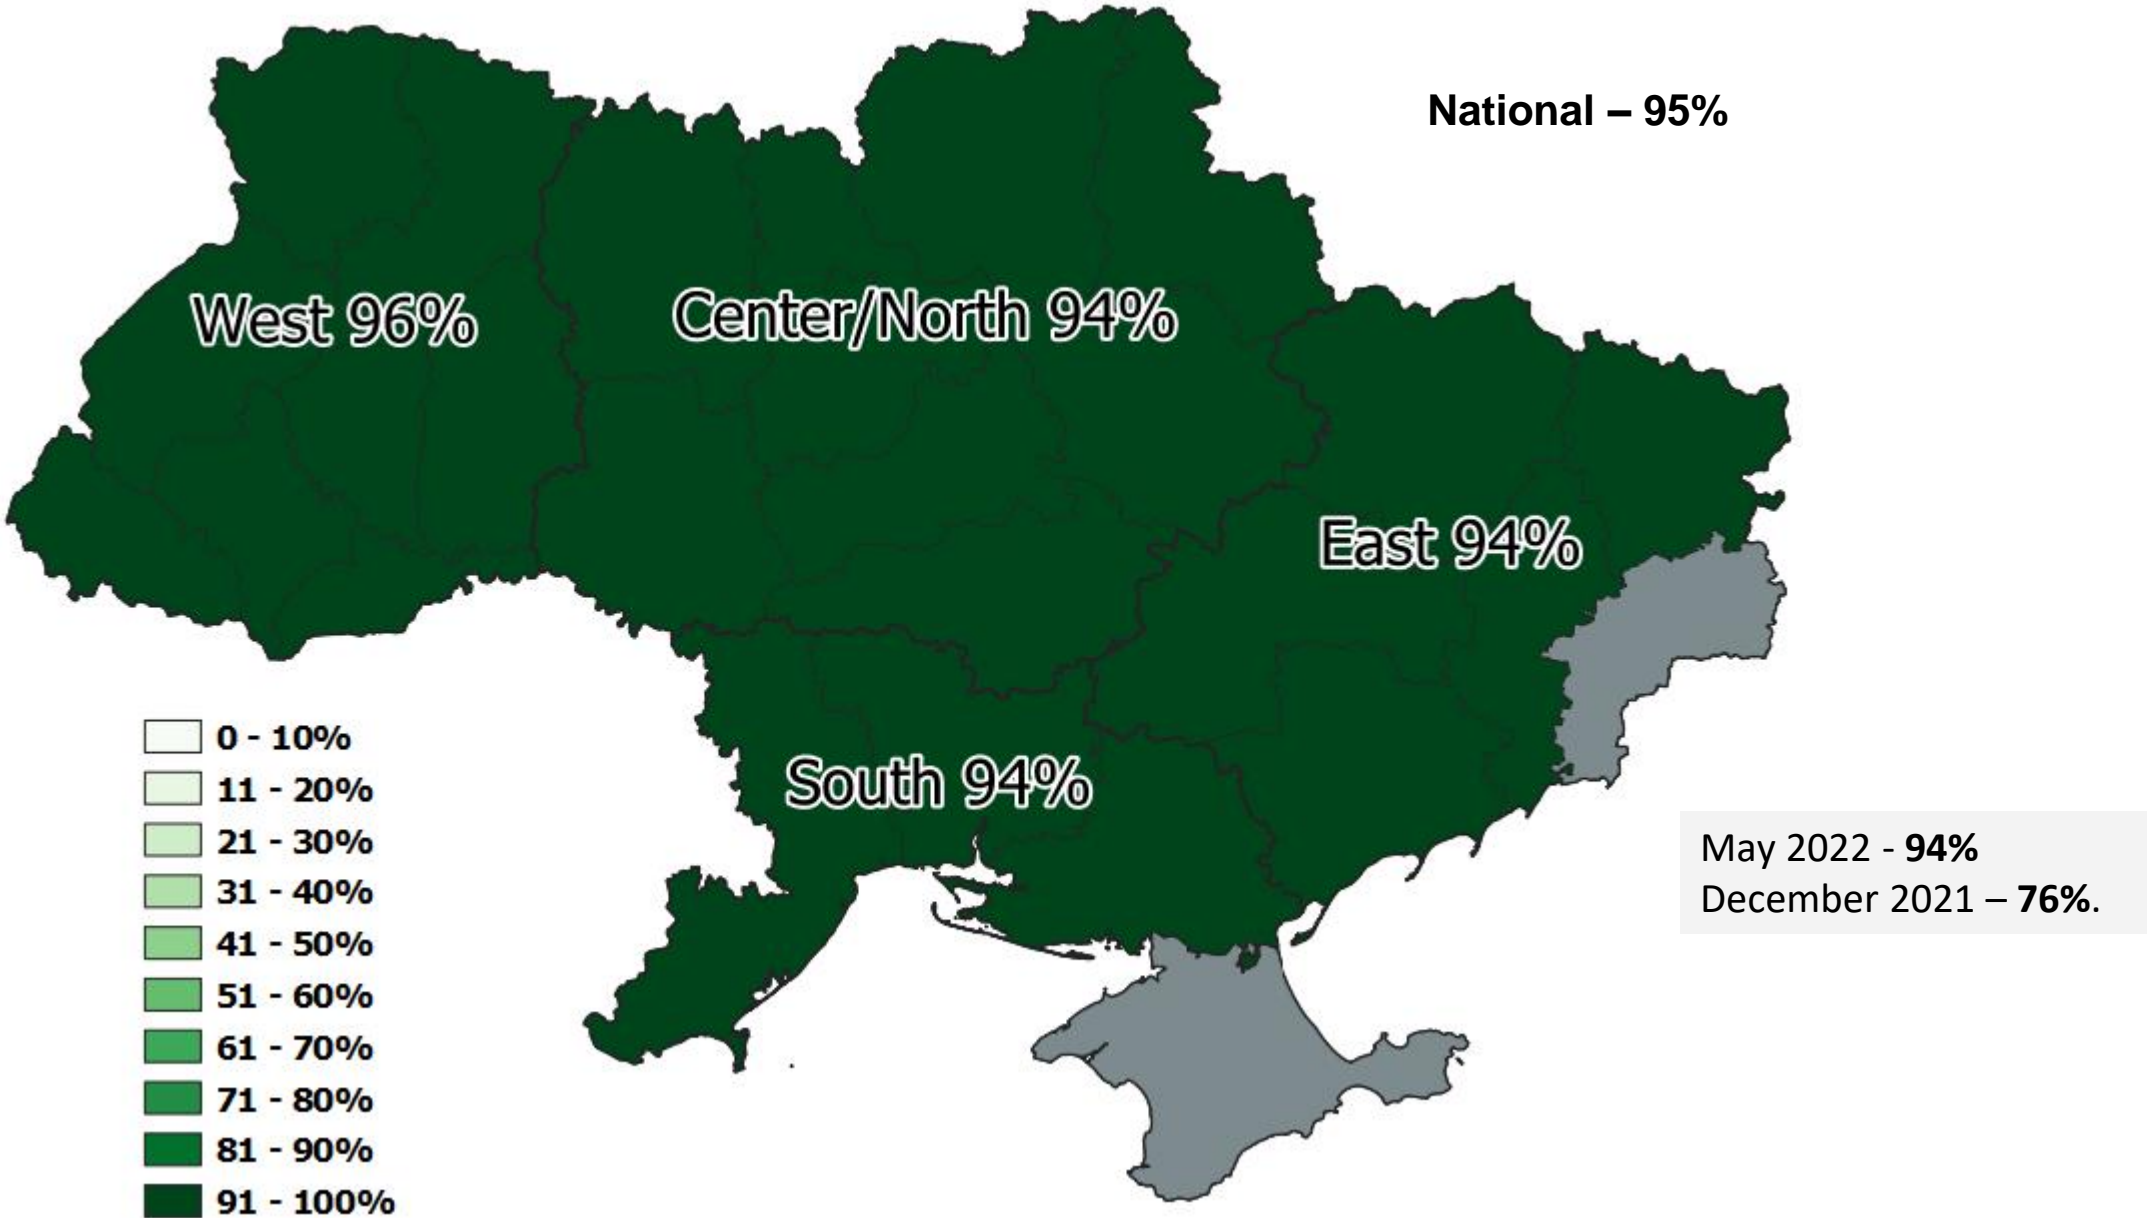 National – 95%
West 96%
Center/North 94%
East 94%
South 94%
0 - 10%
11 - 20%
21 - 30%
31 - 40%
41 - 50%
51 - 60%
61 - 70%
71 - 80%
81 - 90%
91 - 100%
May 2022 - 94%
December 2021 – 76%.